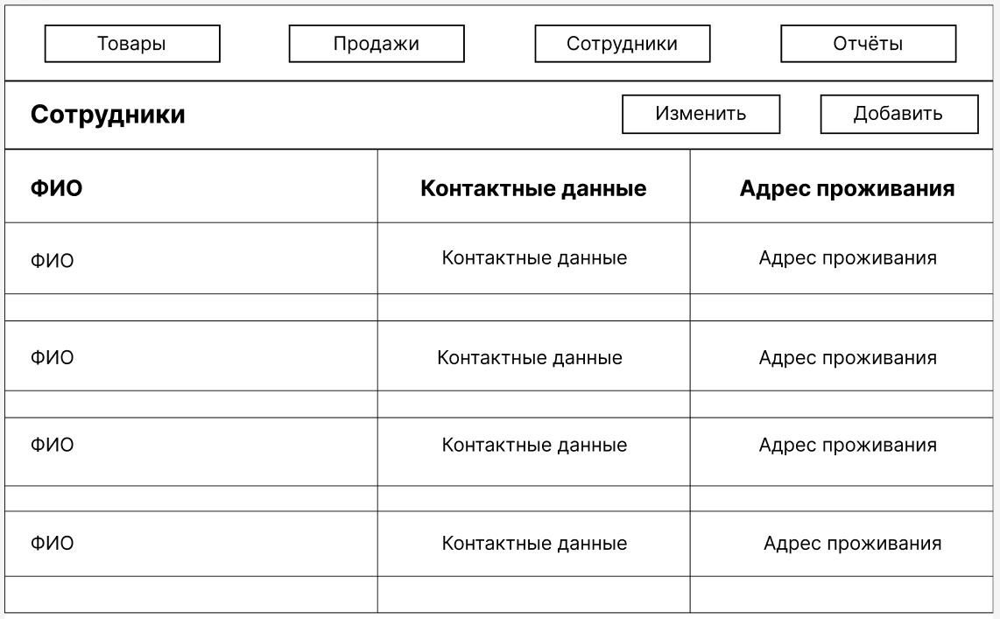 Товары Продажи Сотрудники Отчёты
Сотрудники Изменить Добавить
ФИО Контактные данные Адрес проживания
ФИО Контактные данные Адрес проживания
ФИО Контактные данные Адрес проживания
ФИО Контактные данные Адрес проживания
ФИО Контактные данные Адрес проживания